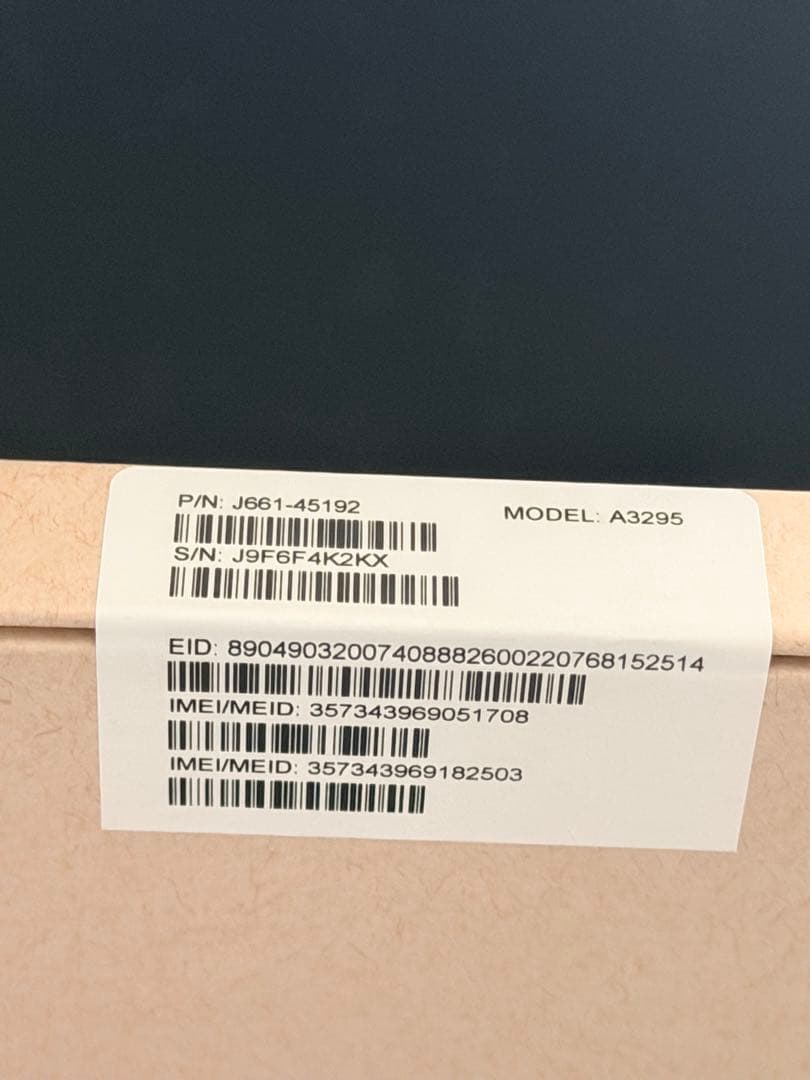 P/N: J661-45192
MODEL: A3295
S/N: J9F6F4K2KX
EID: 89049032007408882600220768152514
IMEI/MEID: 357343969051708
IMEI/MEID: 357343969182503